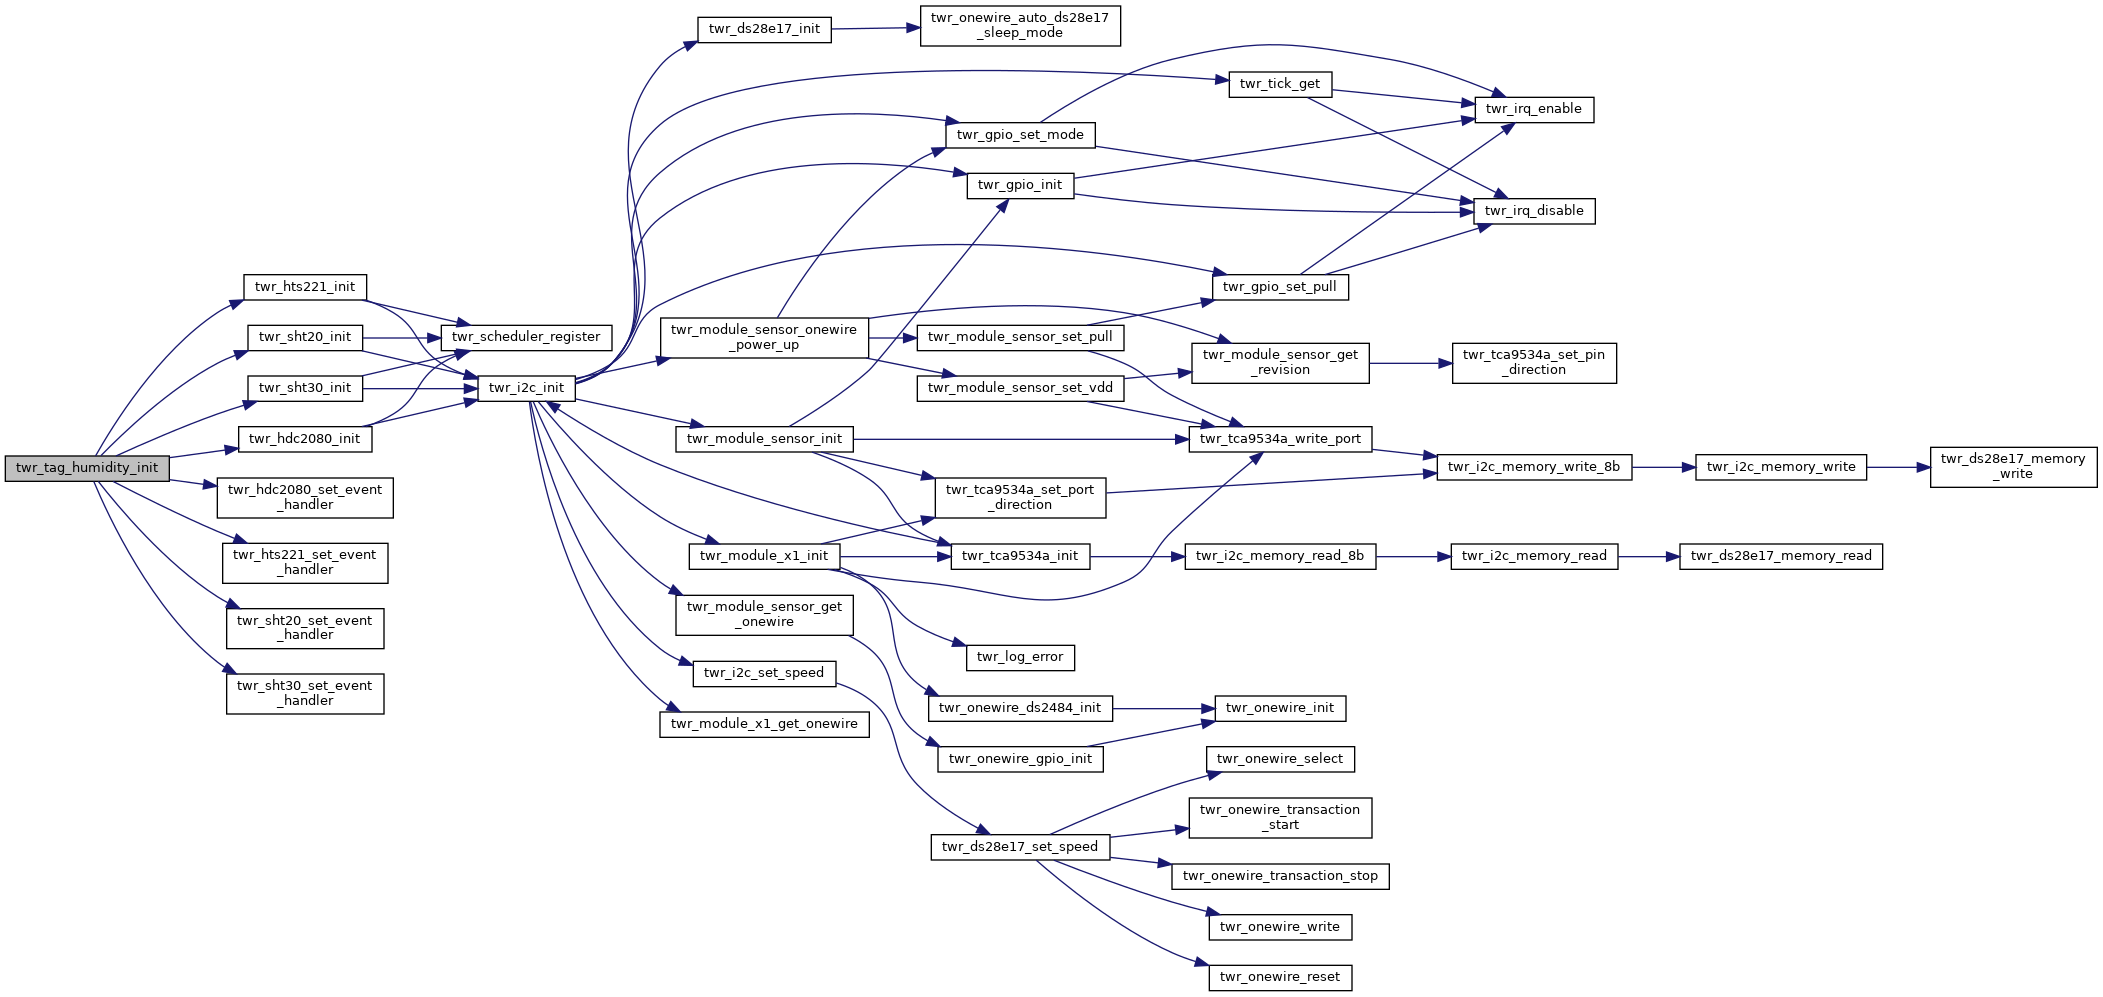 twr_tag_humidity_init
twr_hts221_init
twr_sht20_init
twr_sht30_init
twr_hdc2080_init
twr_hdc2080_set_event
_handler
twr_hts221_set_event
_handler
twr_sht20_set_event
_handler
twr_sht30_set_event
_handler
twr_scheduler_register
twr_i2c_init
twr_ds28e17_init
twr_module_sensor_onewire
_power_up
twr_module_sensor_init
twr_module_x1_init
twr_module_sensor_get
_onewire
twr_i2c_set_speed
twr_module_x1_get_onewire
twr_onewire_auto_ds28e17
_sleep_mode
twr_gpio_set_mode
twr_gpio_init
twr_module_sensor_set_pull
twr_module_sensor_set_vdd
twr_tca9534a_set_port
_direction
twr_tca9534a_init
twr_log_error
twr_onewire_ds2484_init
twr_onewire_gpio_init
twr_ds28e17_set_speed
twr_tick_get
twr_gpio_set_pull
twr_module_sensor_get
_revision
twr_tca9534a_write_port
twr_i2c_memory_read_8b
twr_onewire_init
twr_onewire_select
twr_onewire_transaction
_start
twr_onewire_transaction_stop
twr_onewire_write
twr_onewire_reset
twr_irq_enable
twr_irq_disable
twr_tca9534a_set_pin
_direction
twr_i2c_memory_write_8b
twr_i2c_memory_read
twr_i2c_memory_write
twr_ds28e17_memory_read
twr_ds28e17_memory
_write